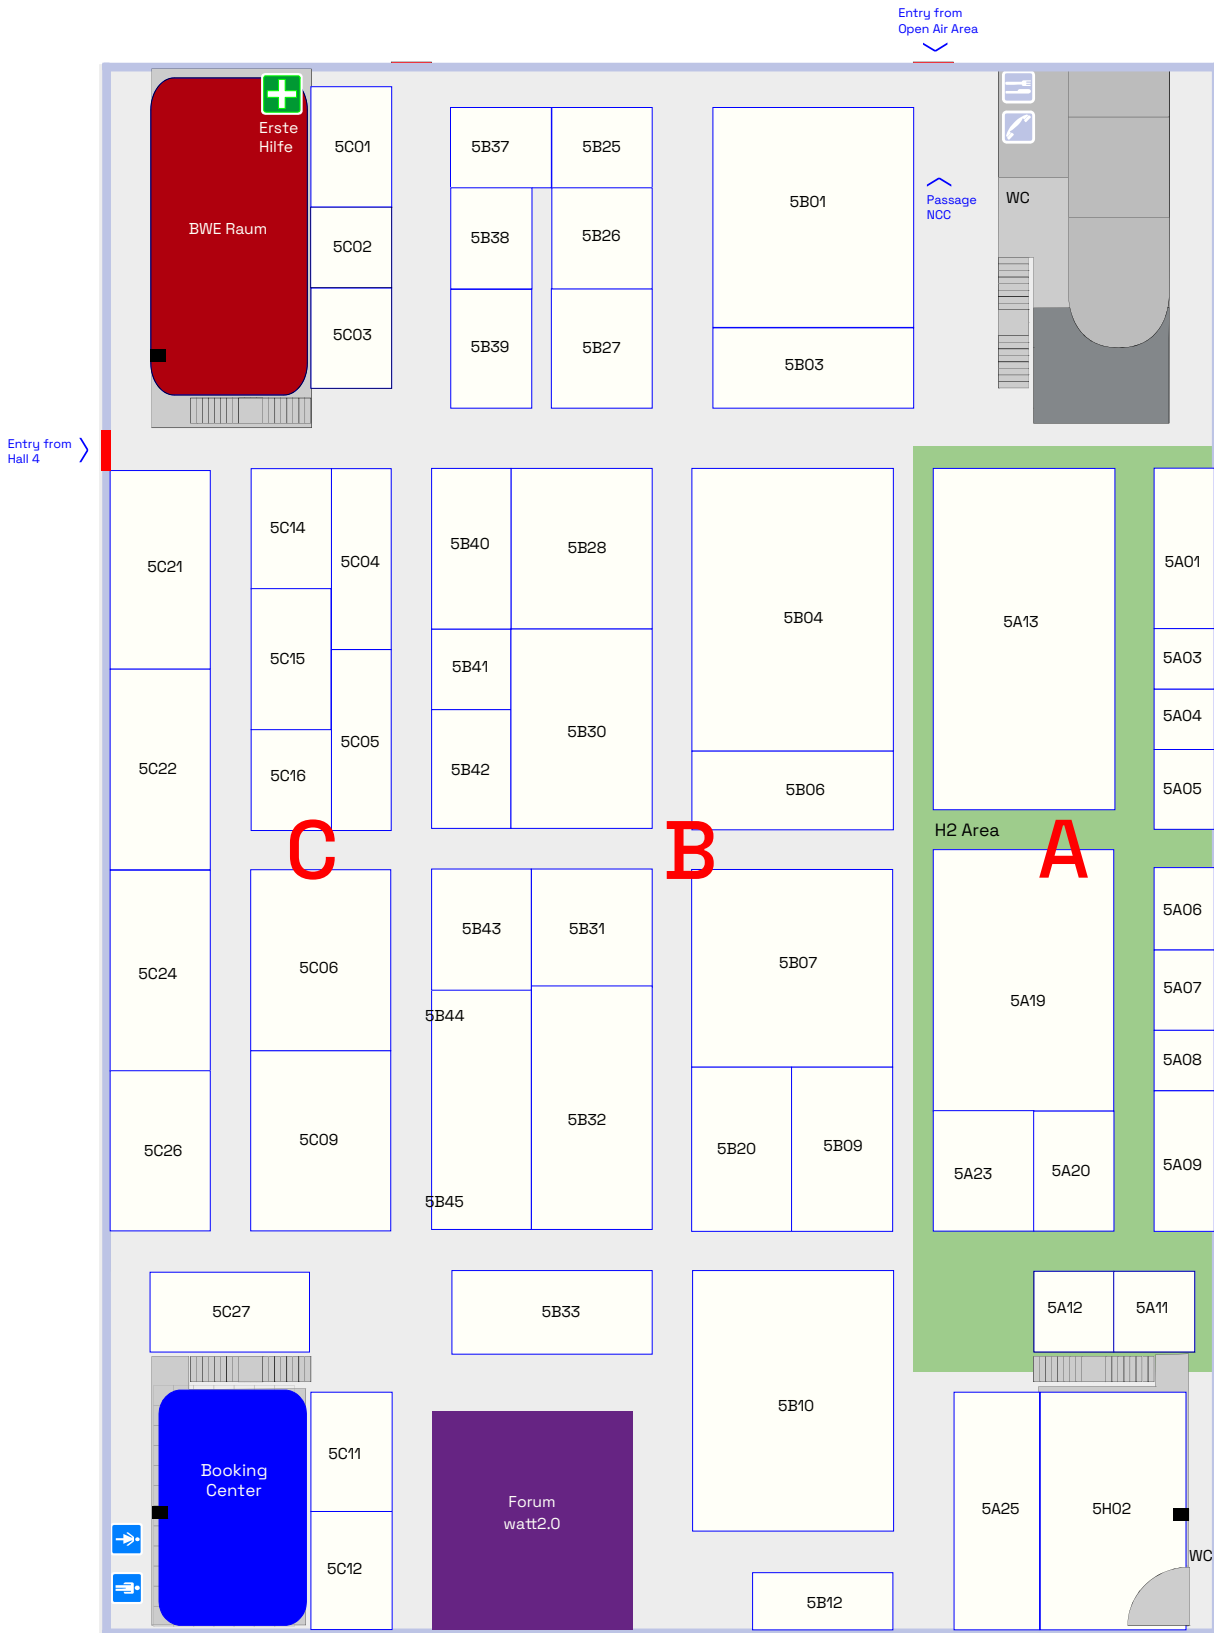 Entry from
Open Air Area
Erste
Hilfe
BWE Raum
5C01
5C02
5C03
5B37
5B25
5B38
5B26
5B39
5B27
5B01
5B03
Passage
NCC
WC
Entry from
Hall 4
5C21
5C14
5C04
5C15
5C22
5C16
5C05
5B40
5B28
5B41
5B30
5B42
5B04
5B06
5A13
5A01
5A03
5A04
5A05
H2 Area
C
B
A
5C24
5C06
5C26
5C09
5B43
5B31
5B44
5B32
5B45
5B07
5B20
5B09
5A19
5A23
5A20
5A06
5A07
5A08
5A09
5C27
5B33
5A12
5A11
Booking
Center
5C11
5C12
Forum
watt2.0
5B10
5B12
5A25
5H02
WC